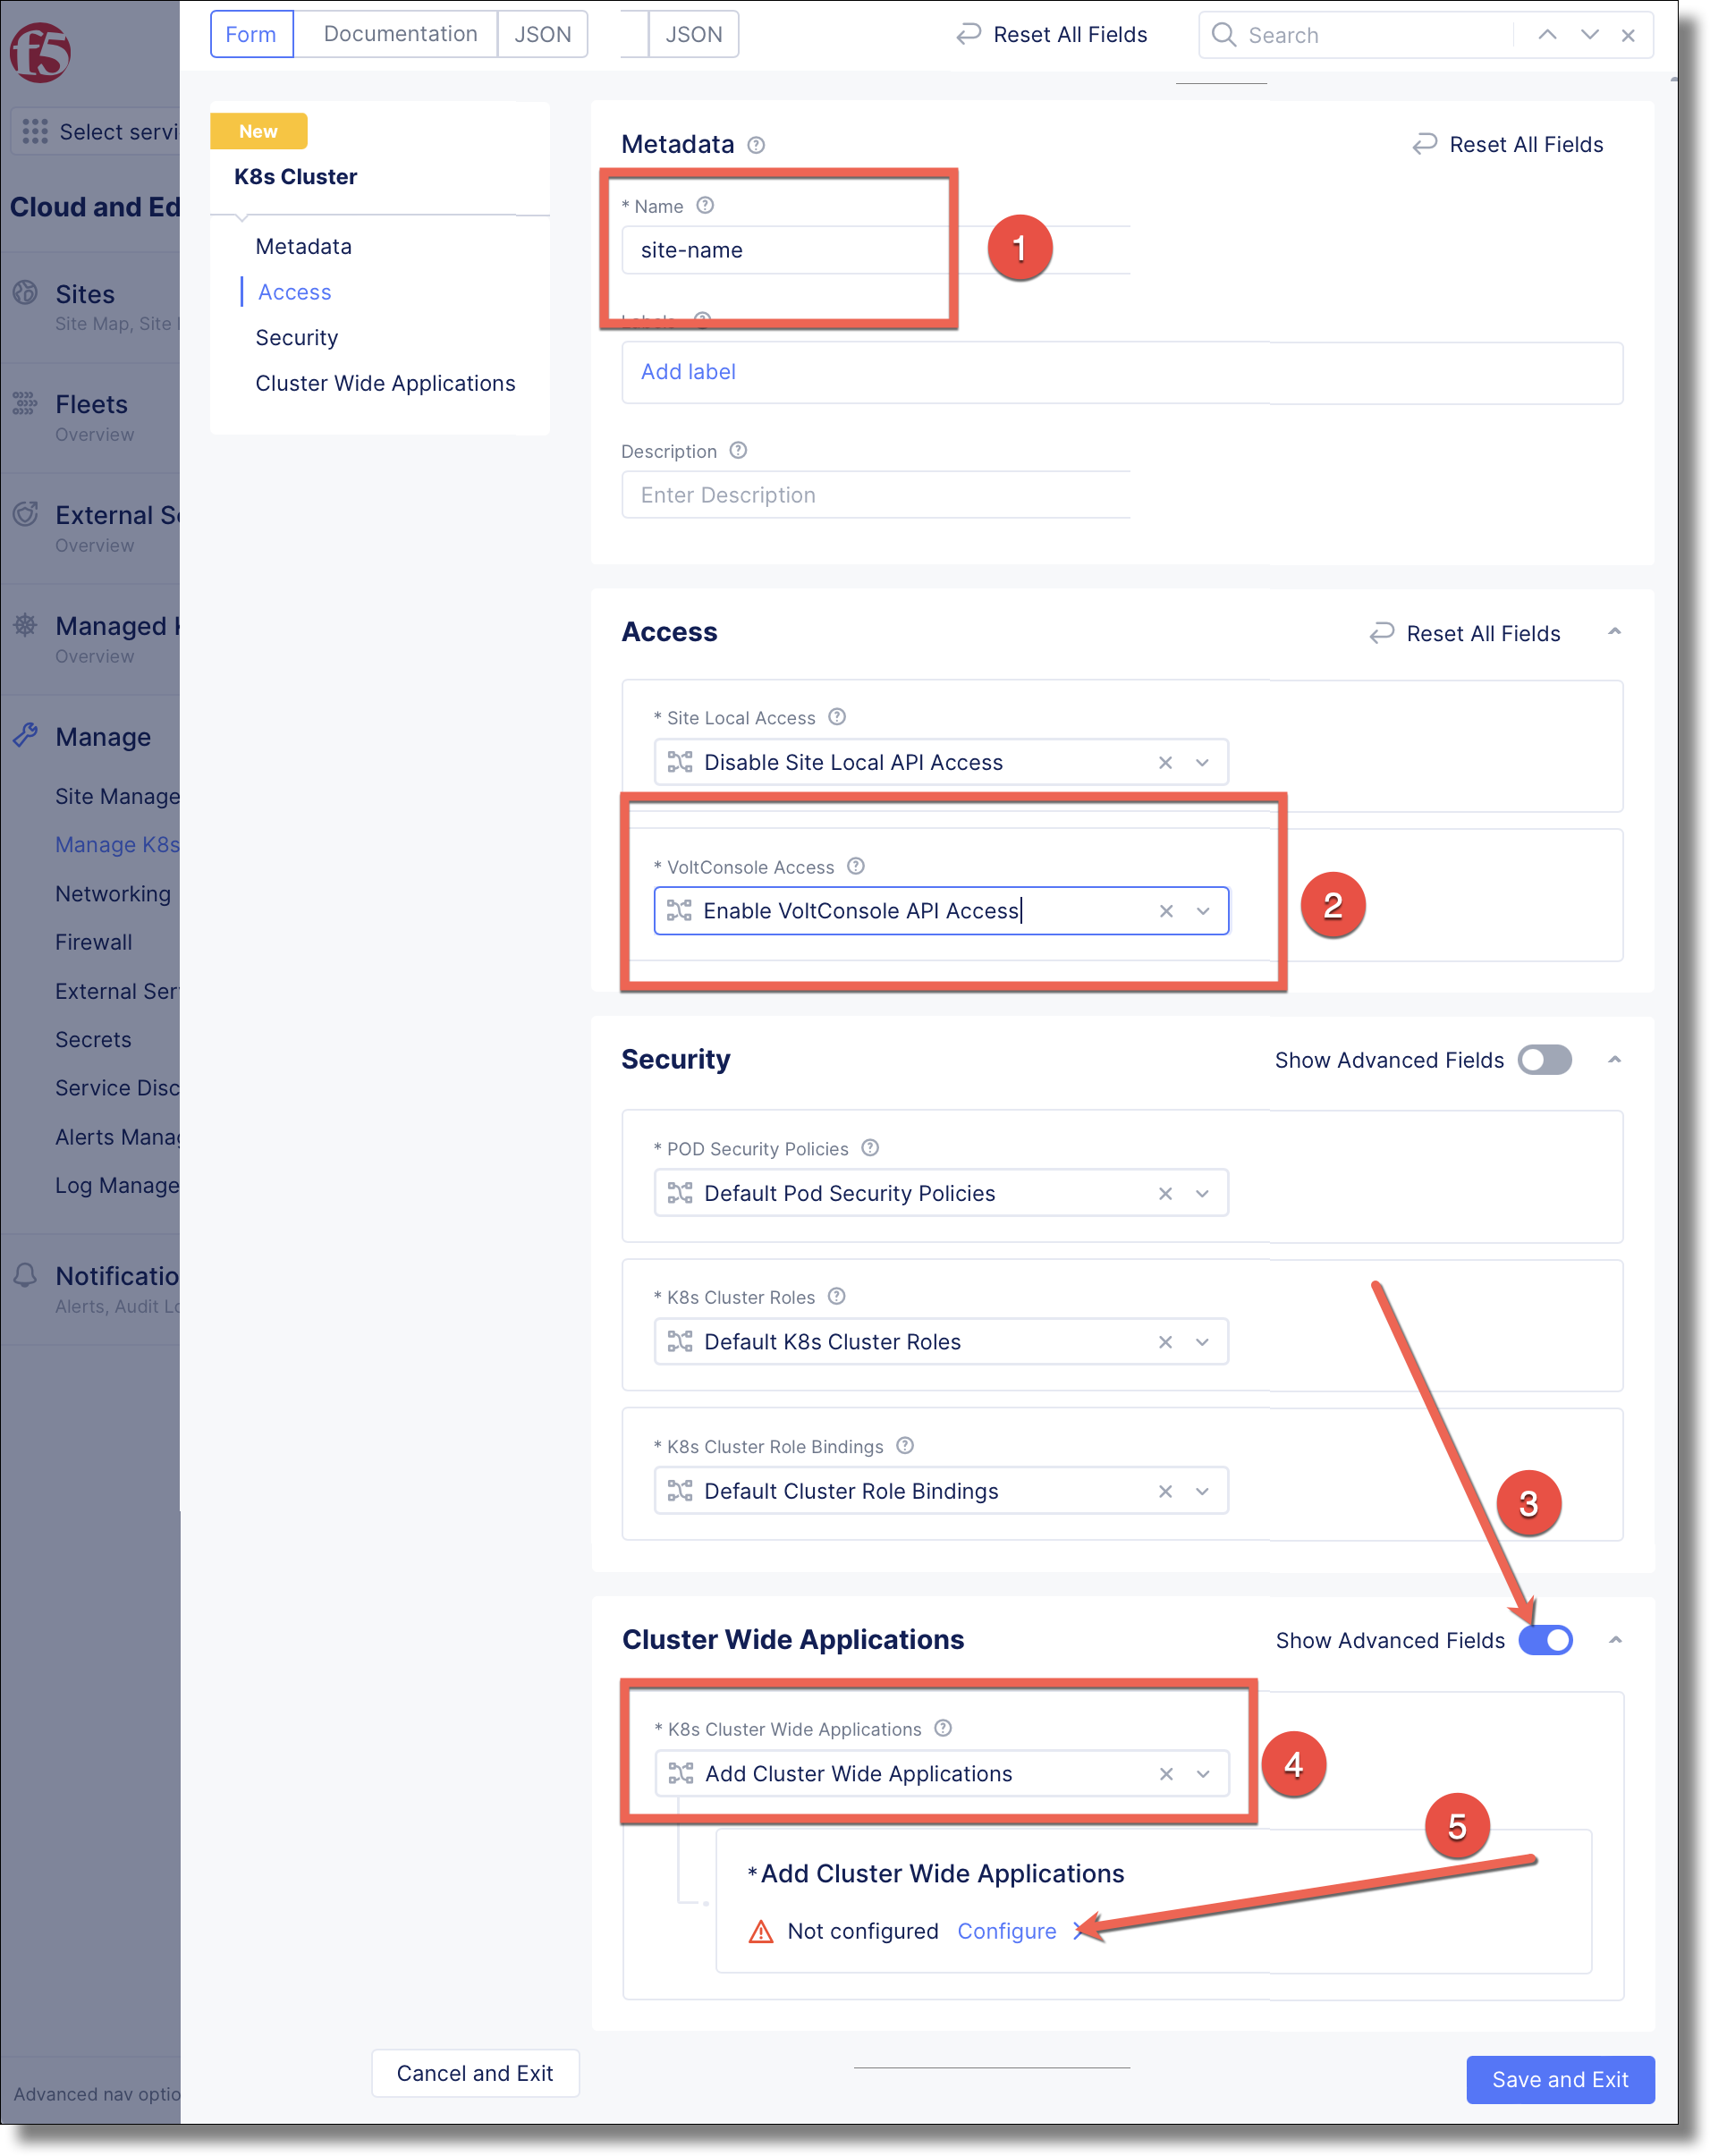 Form
Documentation
JSON
JSON
Reset All Fields
Search
f5
Select servi
Cloud and Ed
Sites
Site Map, Site
Fleets
Overview
External Se
Overview
Managed K
Overview
Manage
Site Manage
Manage K8s
Networking
Firewall
External Ser
Secrets
Service Disc
Alerts Manag
Log Manage
Notificatio
Alerts, Audit Lo
Advanced nav optio
New
K8s Cluster
Metadata
Access
Security
Cluster Wide Applications
Metadata
Reset All Fields
* Name
site-name
1
Labels
Add label
Description
Enter Description
Access
Reset All Fields
* Site Local Access
Disable Site Local API Access
* VoltConsole Access
Enable VoltConsole API Access
2
Security
Show Advanced Fields
* POD Security Policies
Default Pod Security Policies
* K8s Cluster Roles
Default K8s Cluster Roles
* K8s Cluster Role Bindings
Default Cluster Role Bindings
3
Cluster Wide Applications
Show Advanced Fields
* K8s Cluster Wide Applications
Add Cluster Wide Applications
4
5
*Add Cluster Wide Applications
Not configured Configure
Cancel and Exit
Save and Exit